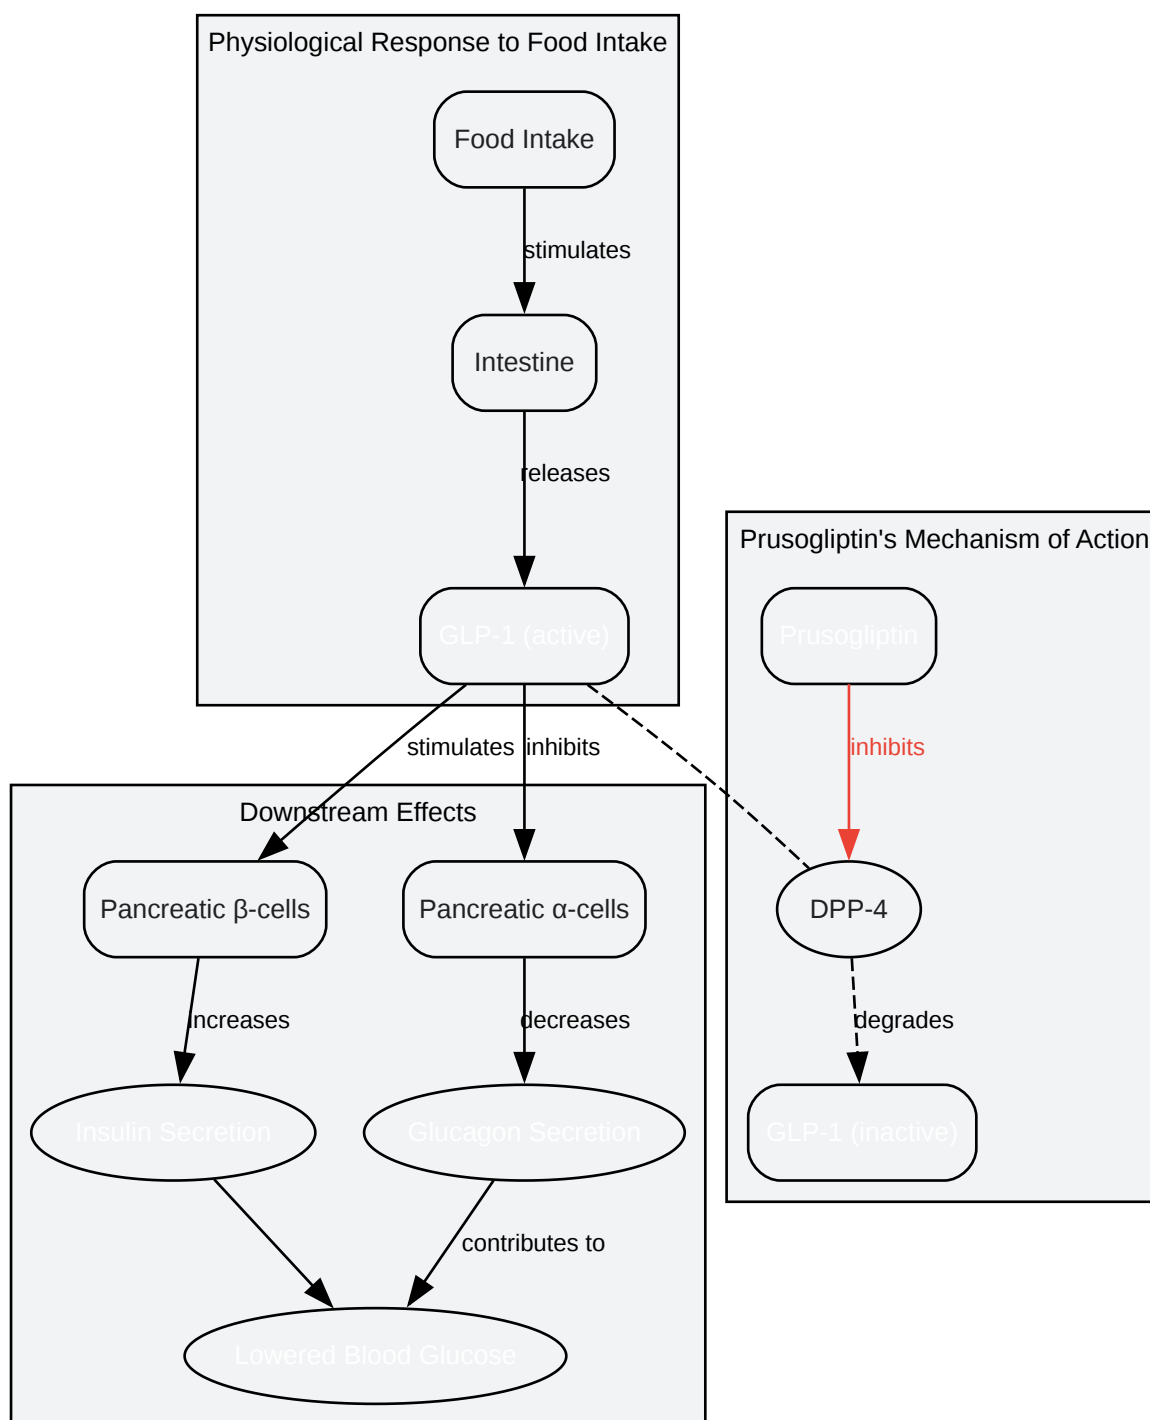 Physiological Response to Food Intake
Food Intake
stimulates
Intestine
releases
GLP-1 (active)
Prusogliptin's Mechanism of Action
Prusogliptin
inhibits
stimulates
inhibits
Downstream Effects
Pancreatic β-cells
Pancreatic α-cells
DPP-4
increases
decreases
degrades
Insulin Secretion
Glucagon Secretion
GLP-1 (inactive)
contributes to
Lowered Blood Glucose